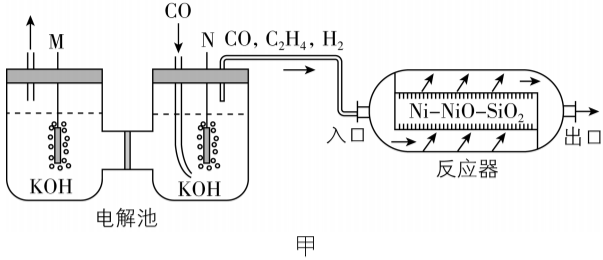 CO
M
N
CO, C₂H₄, H₂
Ni–NiO–SiO₂
入口
出口
KOH
KOH
反应器
电解池
甲